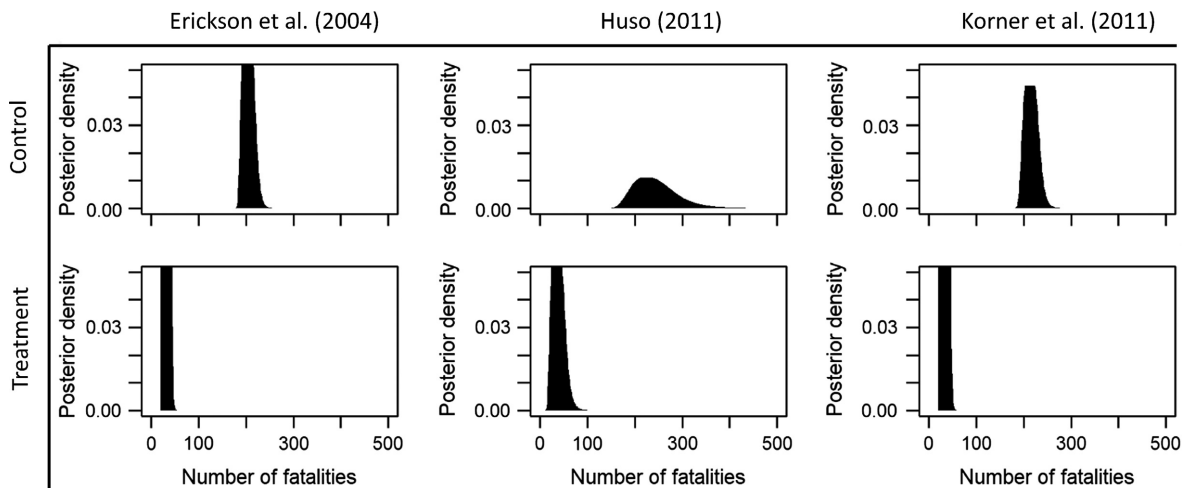 Erickson et al. (2004) Huso (2011) Korner et al. (2011)
Control
Posterior density
0.03
0.00
Posterior density
0.03
0.00
Posterior density
0.03
0.00
Treatment
Posterior density
0.03
0.00
0 100 300 500
Number of fatalities
Posterior density
0.03
0.00
0 100 300 500
Number of fatalities
Posterior density
0.03
0.00
0 100 300 500
Number of fatalities